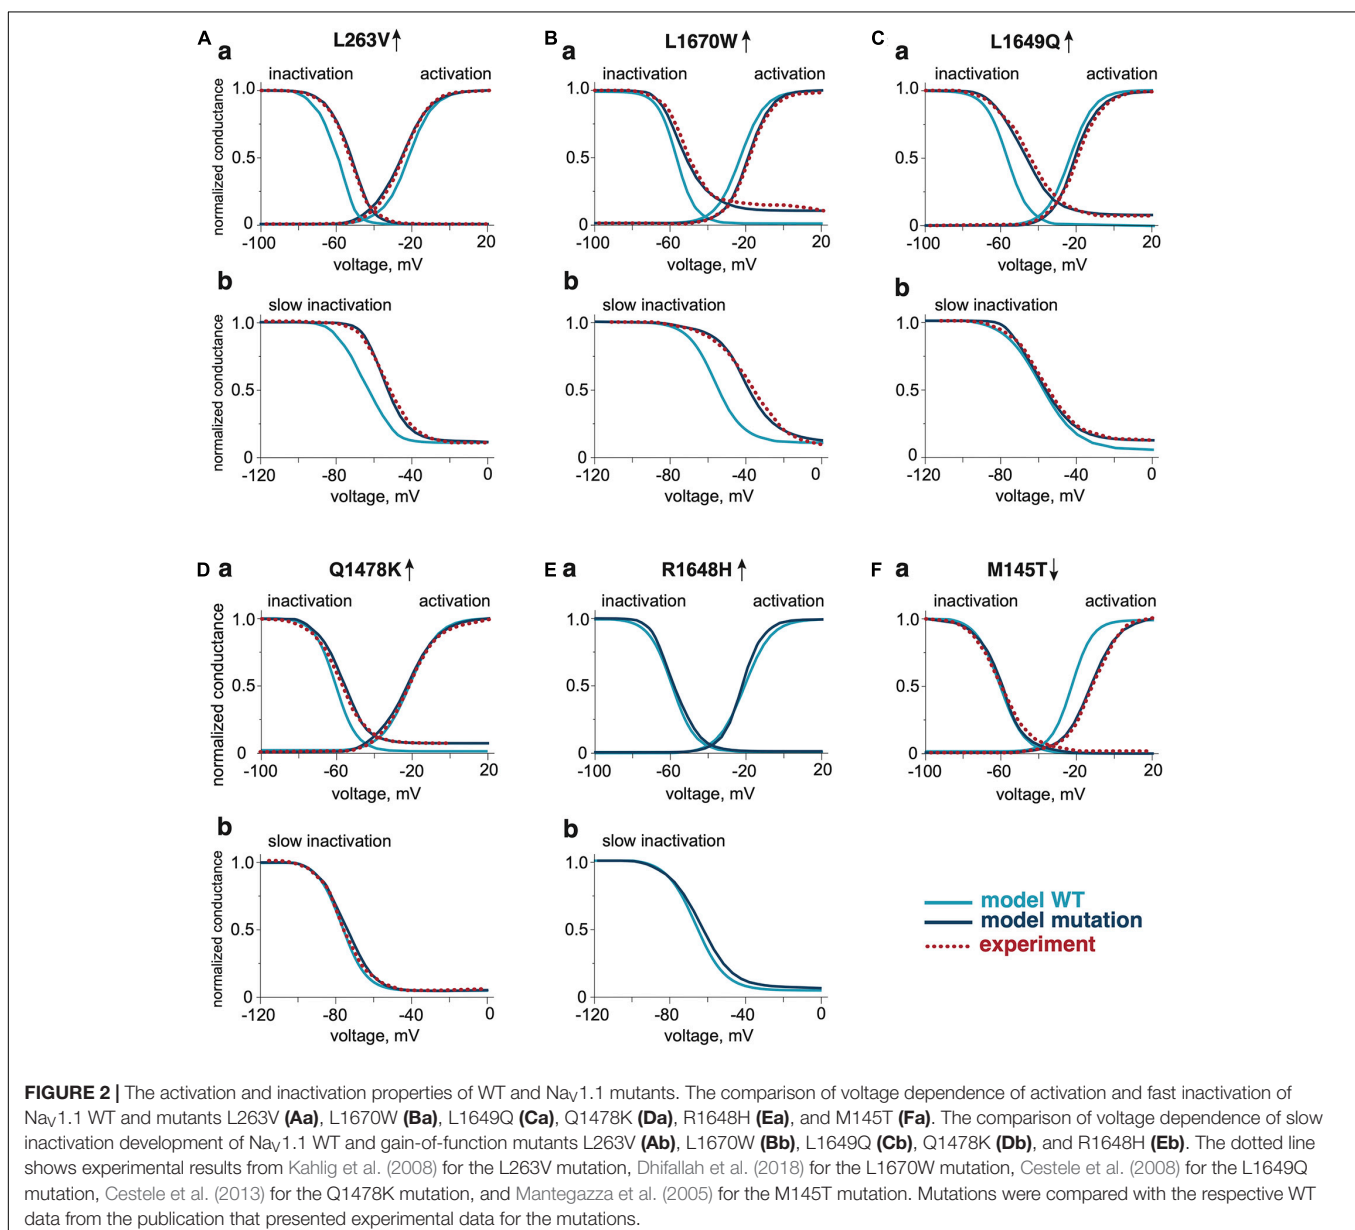 A a L263V↑
inactivation activation
1.0
0.5
0
normalized conductance
-100 -60 -20 20
voltage, mV
b
slow inactivation
1.0
0.5
0
normalized conductance
-120 -80 -40 0
voltage, mV
B a L1670W↑
inactivation activation
1.0
0.5
0
-100 -60 -20 20
voltage, mV
b
slow inactivation
1.0
0.5
0
-120 -80 -40 0
voltage, mV
C a L1649Q↑
inactivation activation
1.0
0.5
0
-100 -60 -20 20
voltage, mV
b
slow inactivation
1.0
0.5
0
-120 -80 -40 0
voltage, mV
D a Q1478K↑
inactivation activation
1.0
0.5
0
normalized conductance
-100 -60 -20 20
voltage, mV
b
slow inactivation
1.0
0.5
0
normalized conductance
-120 -80 -40 0
voltage, mV
E a R1648H↑
inactivation activation
1.0
0.5
0
-100 -60 -20 20
voltage, mV
b
slow inactivation
1.0
0.5
0
-120 -80 -40 0
voltage, mV
F a M145T↓
inactivation activation
1.0
0.5
0
-100 -60 -20 20
voltage, mV
model WT
model mutation
experiment
FIGURE 2 | The activation and inactivation properties of WT and NaV1.1 mutants. The comparison of voltage dependence of activation and fast inactivation of
NaV1.1 WT and mutants L263V (Aa), L1670W (Ba), L1649Q (Ca), Q1478K (Da), R1648H (Ea), and M145T (Fa). The comparison of voltage dependence of slow
inactivation development of NaV1.1 WT and gain-of-function mutants L263V (Ab), L1670W (Bb), L1649Q (Cb), Q1478K (Db), and R1648H (Eb). The dotted line
shows experimental results from Kahlig et al. (2008) for the L263V mutation, Dhifallah et al. (2018) for the L1670W mutation, Cestele et al. (2008) for the L1649Q
mutation, Cestele et al. (2013) for the Q1478K mutation, and Mantegazza et al. (2005) for the M145T mutation. Mutations were compared with the respective WT
data from the publication that presented experimental data for the mutations.